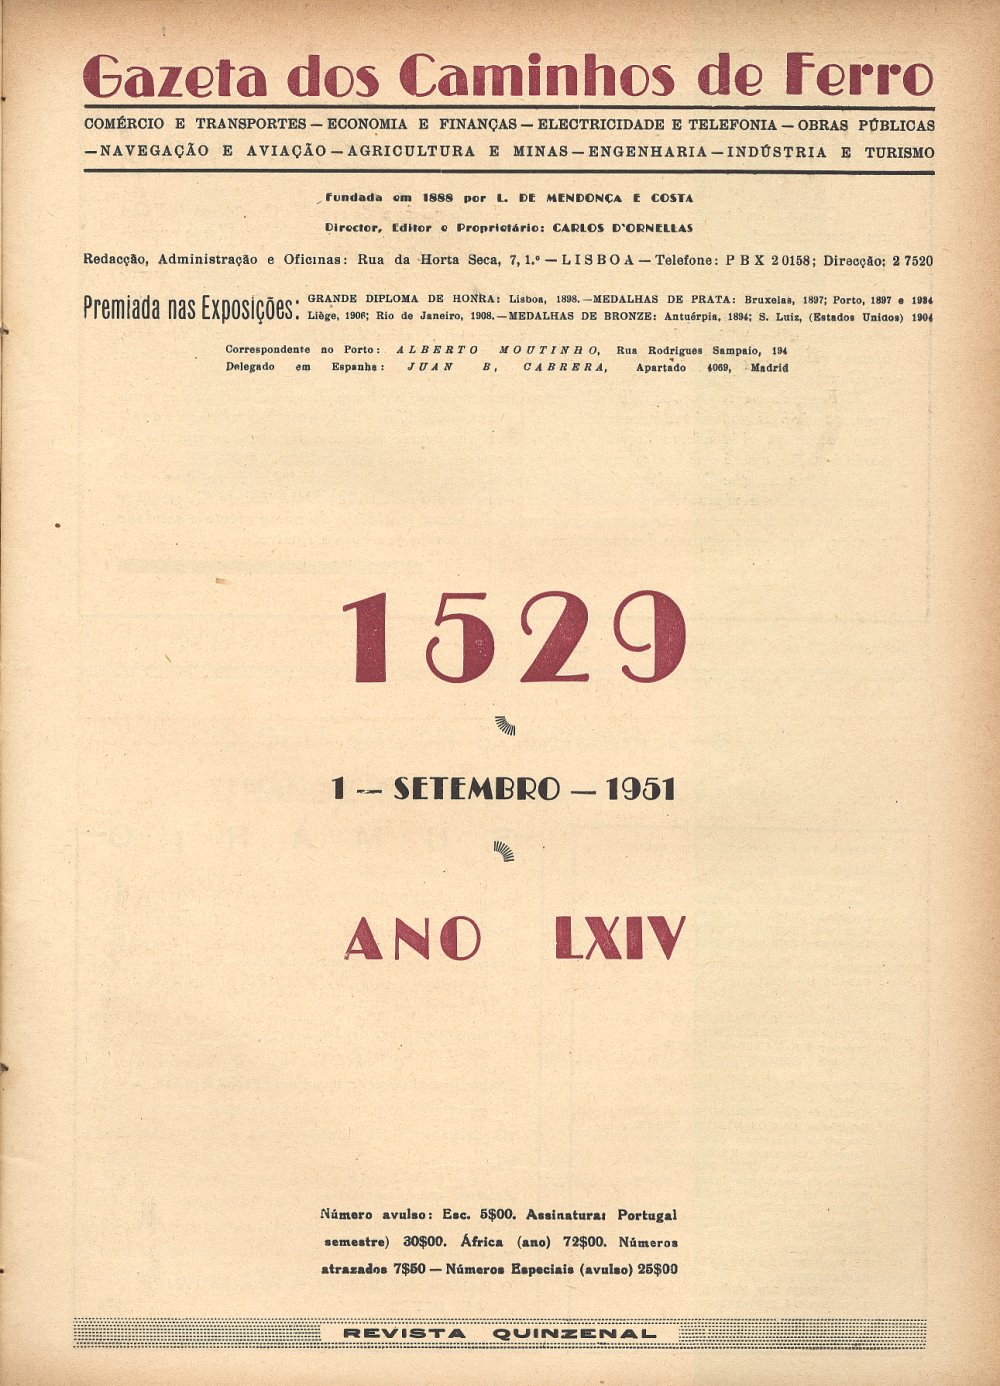 Gazeta dos Caminhos de Ferro
COMÉRCIO E TRANSPORTES — ECONOMIA E FINANÇAS — ELECTRICIDADE E TELEFONIA — OBRAS PÚBLICAS
— NAVEGAÇÃO E AVIAÇÃO — AGRICULTURA E MINAS — ENGENHARIA — INDÚSTRIA E TURISMO
Fundada em 1888 por L. DE MENDONÇA E COSTA
Director, Editor e Proprietário: CARLOS D'ORNELLAS
Redacção, Administração e Oficinas: Rua da Horta Seca, 7, 1.º — LISBOA — Telefone: PBX 20158; Direcção: 2 7520
Premiada nas Exposições:
GRANDE DIPLOMA DE HONRA: Lisboa, 1898. — MEDALHAS DE PRATA: Bruxelas, 1897; Porto, 1897 e 1934
Liège, 1906; Rio de Janeiro, 1908. — MEDALHAS DE BRONZE: Antuérpia, 1894; S. Luiz, (Estados Unidos) 1904
Correspondente no Porto: ALBERTO MOUTINHO, Rua Rodrigues Sampaio, 194
Delegado em Espanha: JUAN B, CABRERA, Apartado 4069, Madrid
1529
1 — SETEMBRO — 1951
ANO LXIV
Número avulso: Esc. 5$00. Assinatura: Portugal
semestre) 30$00. África (ano) 72$00. Números
atrazados 7$50 — Números Especiais (avulso) 25$00
REVISTA QUINZENAL